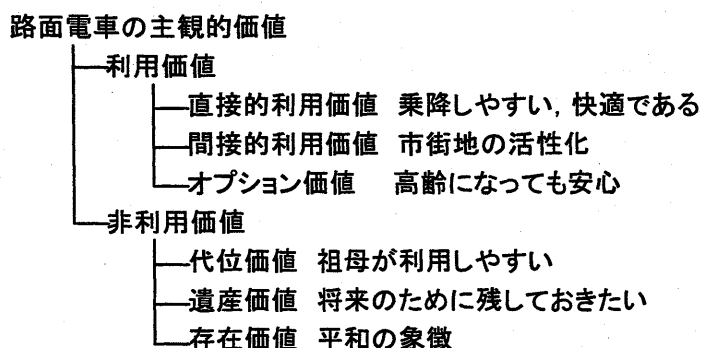 路面電車の主観的価値
利用価値
直接的利用価値 乗降しやすい，快適である
間接的利用価値 市街地の活性化
オプション価値 高齢になっても安心
非利用価値
代位価値 祖母が利用しやすい
遺産価値 将来のために残しておきたい
存在価値 平和の象徴